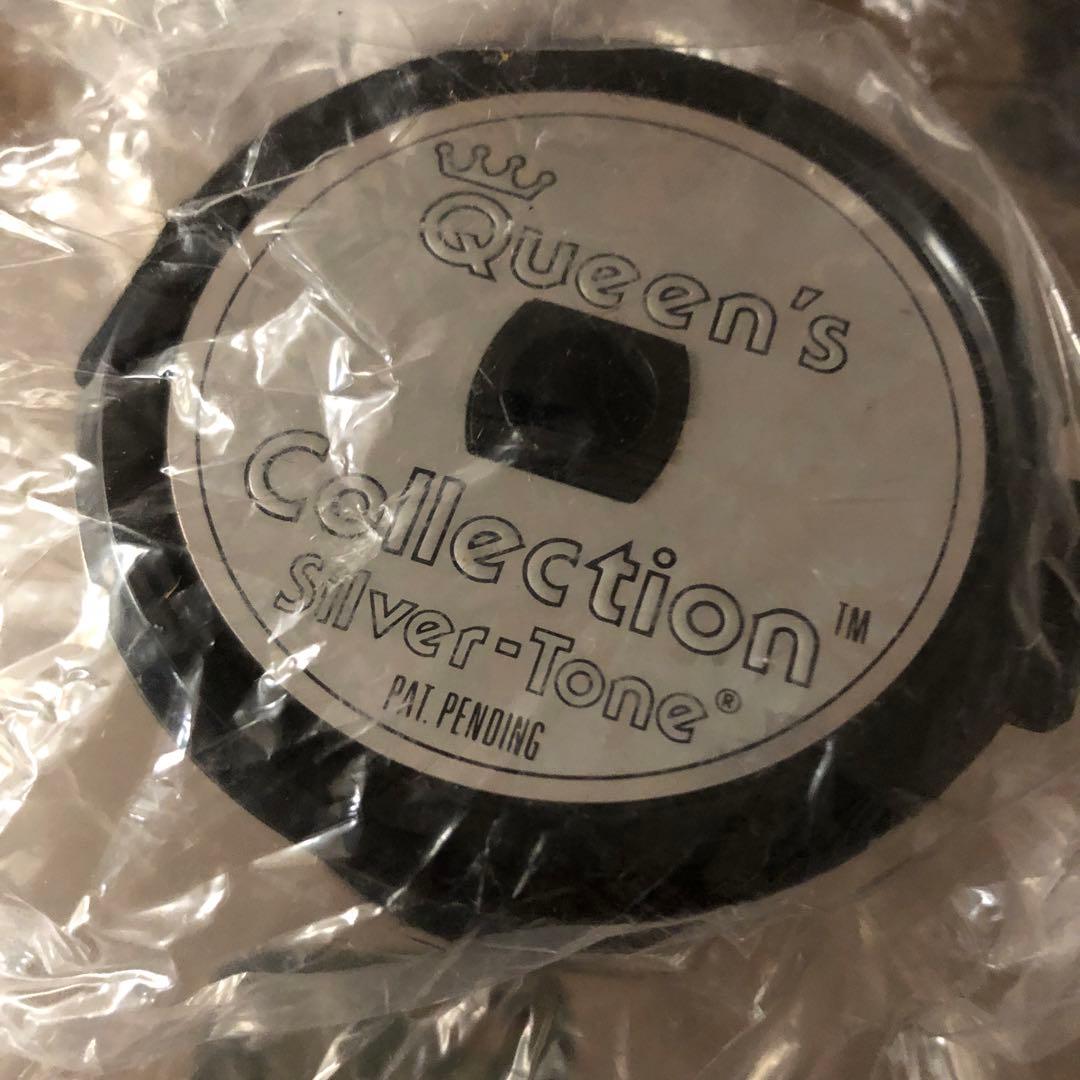 Queen's
Collection™
Silver-Tone®
PAT. PENDING